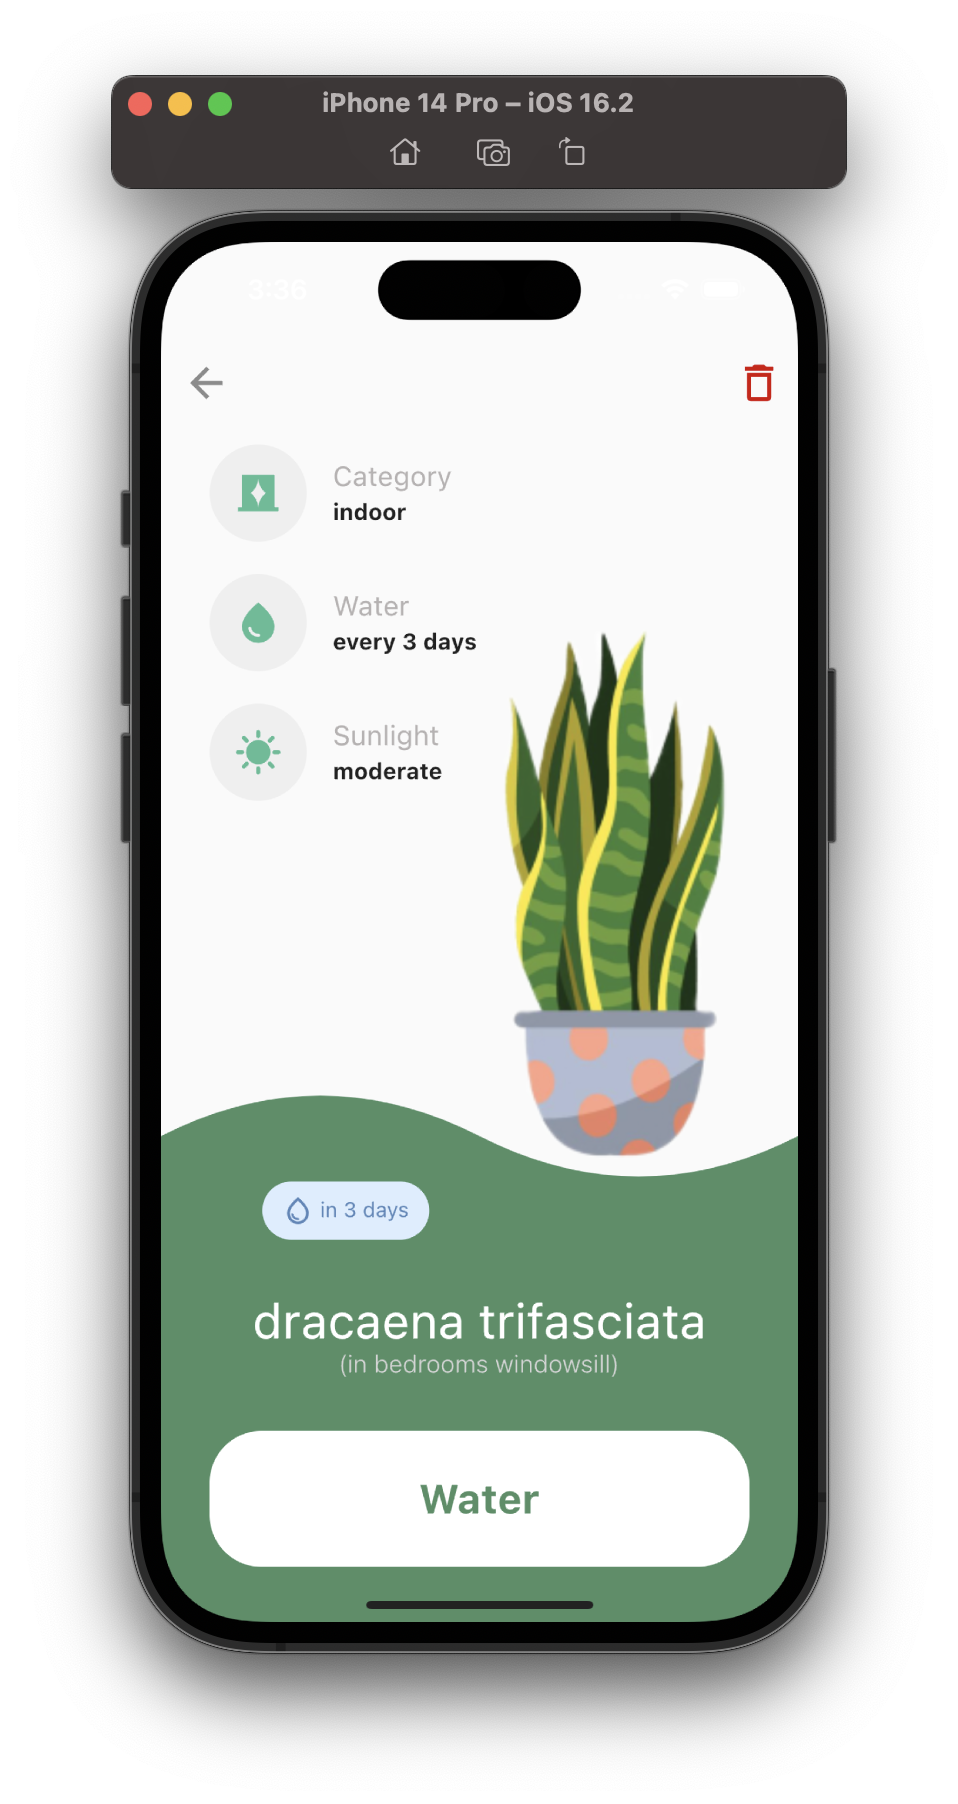 iPhone 14 Pro – iOS 16.2
3:36
Category
indoor
Water
every 3 days
Sunlight
moderate
in 3 days
dracaena trifasciata
(in bedrooms windowsill)
Water